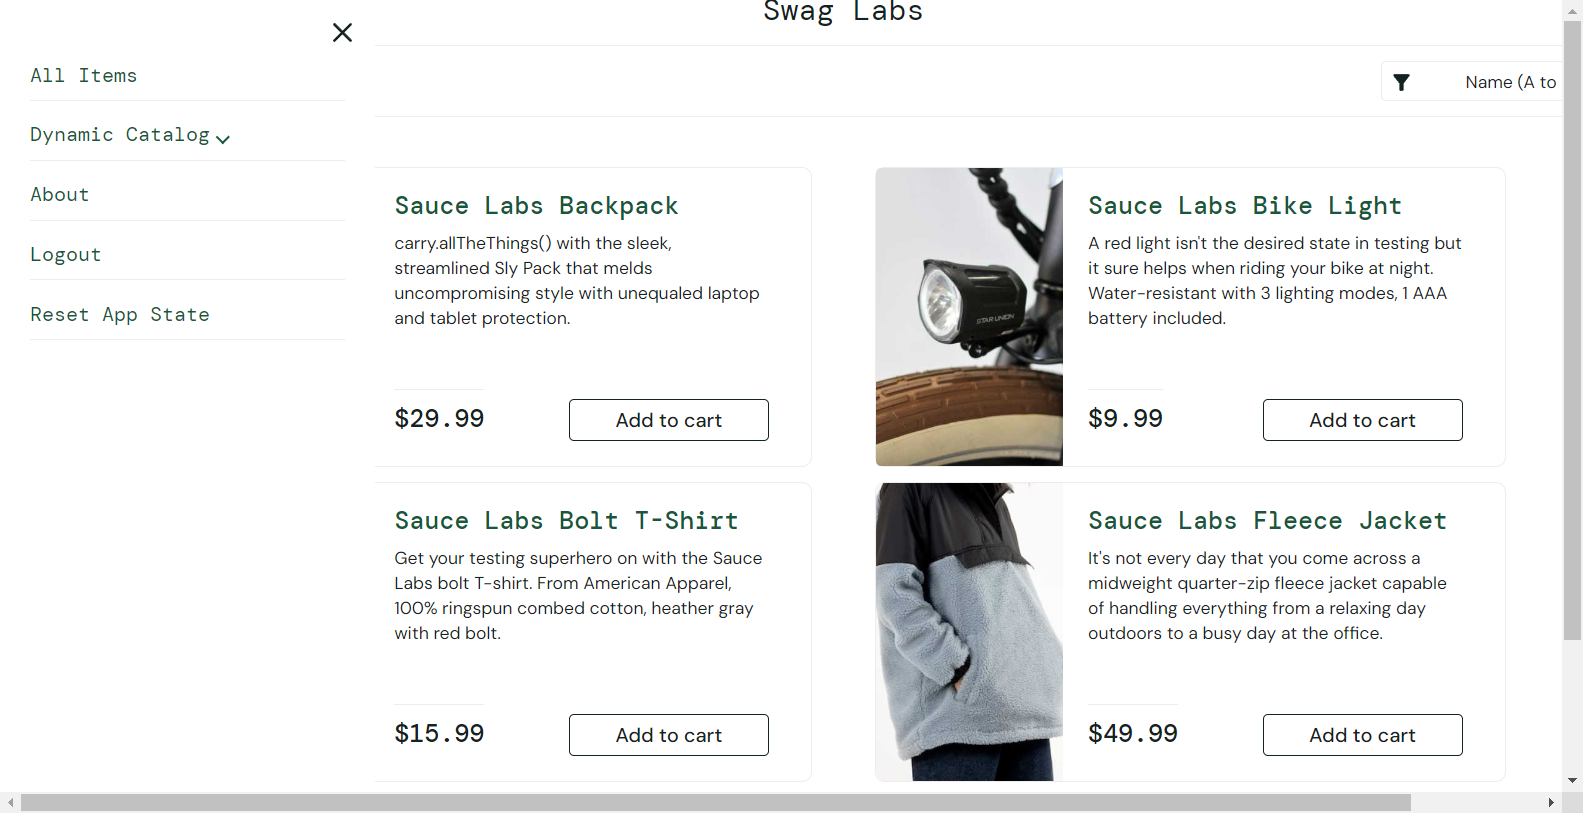 Swag Labs
All Items
Dynamic Catalog
About
Logout
Reset App State
Name (A to
Sauce Labs Backpack
carry.allTheThings() with the sleek,
streamlined Sly Pack that melds
uncompromising style with unequaled laptop
and tablet protection.
$29.99
Add to cart
Sauce Labs Bike Light
A red light isn't the desired state in testing but
it sure helps when riding your bike at night.
Water-resistant with 3 lighting modes, 1 AAA
battery included.
STAR UNION
$9.99
Add to cart
Sauce Labs Bolt T-Shirt
Get your testing superhero on with the Sauce
Labs bolt T-shirt. From American Apparel,
100% ringspun combed cotton, heather gray
with red bolt.
$15.99
Add to cart
Sauce Labs Fleece Jacket
It's not every day that you come across a
midweight quarter-zip fleece jacket capable
of handling everything from a relaxing day
outdoors to a busy day at the office.
$49.99
Add to cart